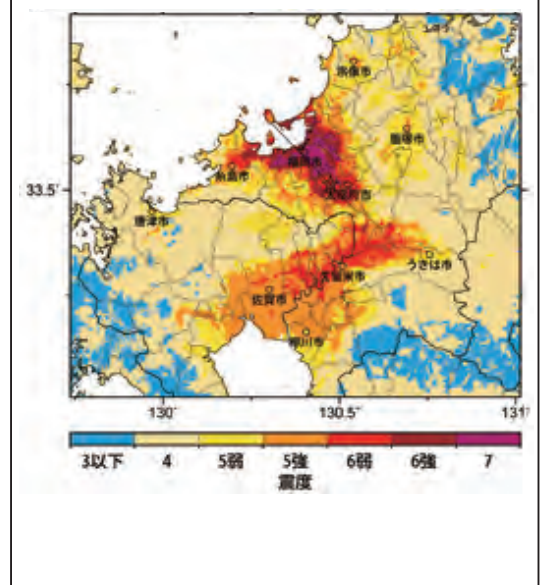 宗像市
飯塚市
福岡市
糸島市
33.5°
太宰府市
唐津市
うきは市
久留米市
佐賀市
柳川市
130°
130.5°
131°
3以下
4
5弱
5強
6弱
6強
7
震度